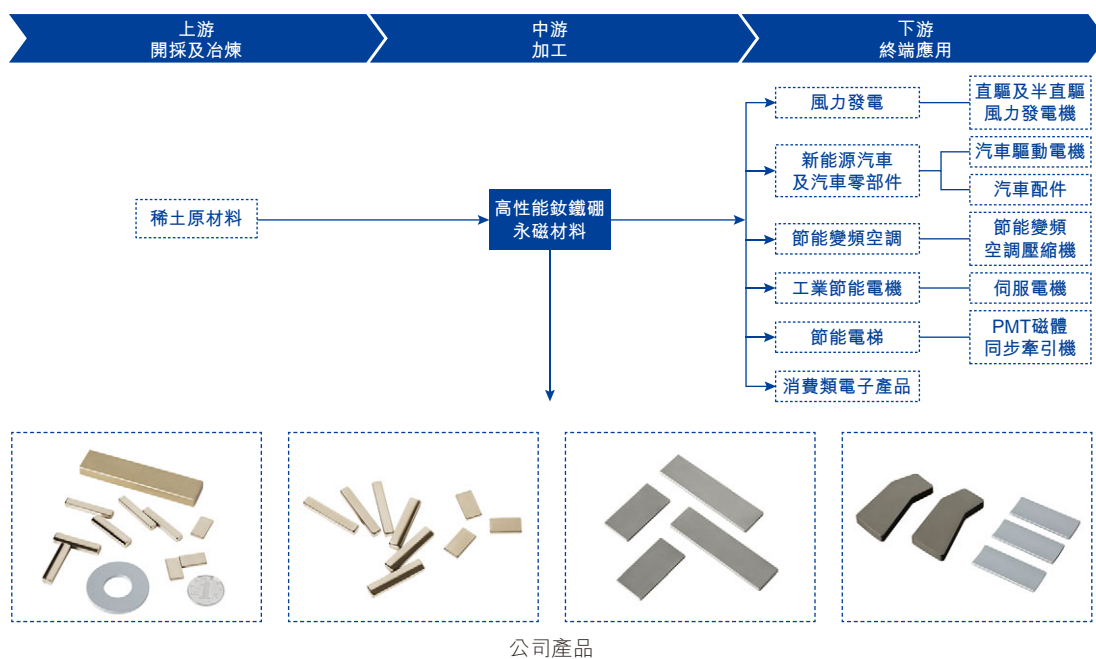 上游
開採及冶煉
中游
加工
下游
終端應用
稀土原材料
高性能釹鐵硼
永磁材料
風力發電
直驅及半直驅
風力發電機
新能源汽車
及汽車零部件
汽車驅動電機
汽車配件
節能變頻空調
節能變頻
空調壓縮機
工業節能電機
伺服電機
節能電梯
PMT磁體
同步牽引機
消費類電子產品
公司產品